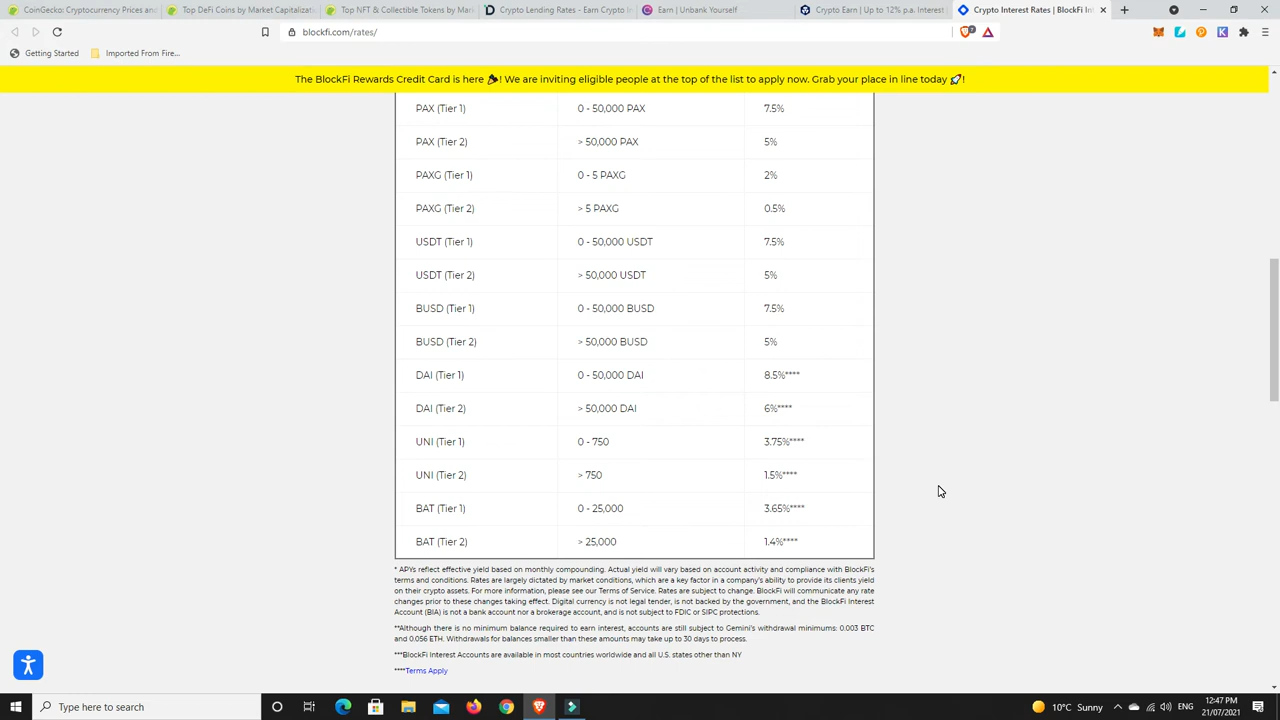 CoinGecko: Cryptocurrency Prices and
Top DeFi Coins by Market Capitalizati
Top NFT & Collectible Tokens by Mark
Crypto Lending Rates - Earn Crypto In
Earn | Unbank Yourself
Crypto Earn | Up to 12% p.a. Interest
Crypto Interest Rates | BlockFi Int
blockfi.com/rates/
Getting Started
Imported From Fire...
The BlockFi Rewards Credit Card is here 🎉! We are inviting eligible people at the top of the list to apply now. Grab your place in line today 🚀!
PAX (Tier 1) 0 - 50,000 PAX 7.5%
PAX (Tier 2) > 50,000 PAX 5%
PAXG (Tier 1) 0 - 5 PAXG 2%
PAXG (Tier 2) > 5 PAXG 0.5%
USDT (Tier 1) 0 - 50,000 USDT 7.5%
USDT (Tier 2) > 50,000 USDT 5%
BUSD (Tier 1) 0 - 50,000 BUSD 7.5%
BUSD (Tier 2) > 50,000 BUSD 5%
DAI (Tier 1) 0 - 50,000 DAI 8.5%****
DAI (Tier 2) > 50,000 DAI 6%****
UNI (Tier 1) 0 - 750 3.75%****
UNI (Tier 2) > 750 1.5%****
BAT (Tier 1) 0 - 25,000 3.65%****
BAT (Tier 2) > 25,000 1.4%****
* APYs reflect effective yield based on monthly compounding. Actual yield will vary based on account activity and compliance with BlockFi's
terms and conditions. Rates are largely dictated by market conditions, which are a key factor in a company's ability to provide its clients yield
on their crypto assets. For more information, please see our Terms of Service. Rates are subject to change. BlockFi will communicate any rate
changes prior to these changes taking effect. Digital currency is not legal tender, is not backed by the government, and the BlockFi Interest
Account (BIA) is not a bank account nor a brokerage account, and is not subject to FDIC or SIPC protections.
**Although there is no minimum balance required to earn interest, accounts are still subject to Gemini's withdrawal minimums: 0.003 BTC
and 0.056 ETH. Withdrawals for balances smaller than these amounts may take up to 30 days to process.
***BlockFi Interest Accounts are available in most countries worldwide and all U.S. states other than NY
****Terms Apply
Type here to search
10°C Sunny
ENG
12:47 PM
21/07/2021